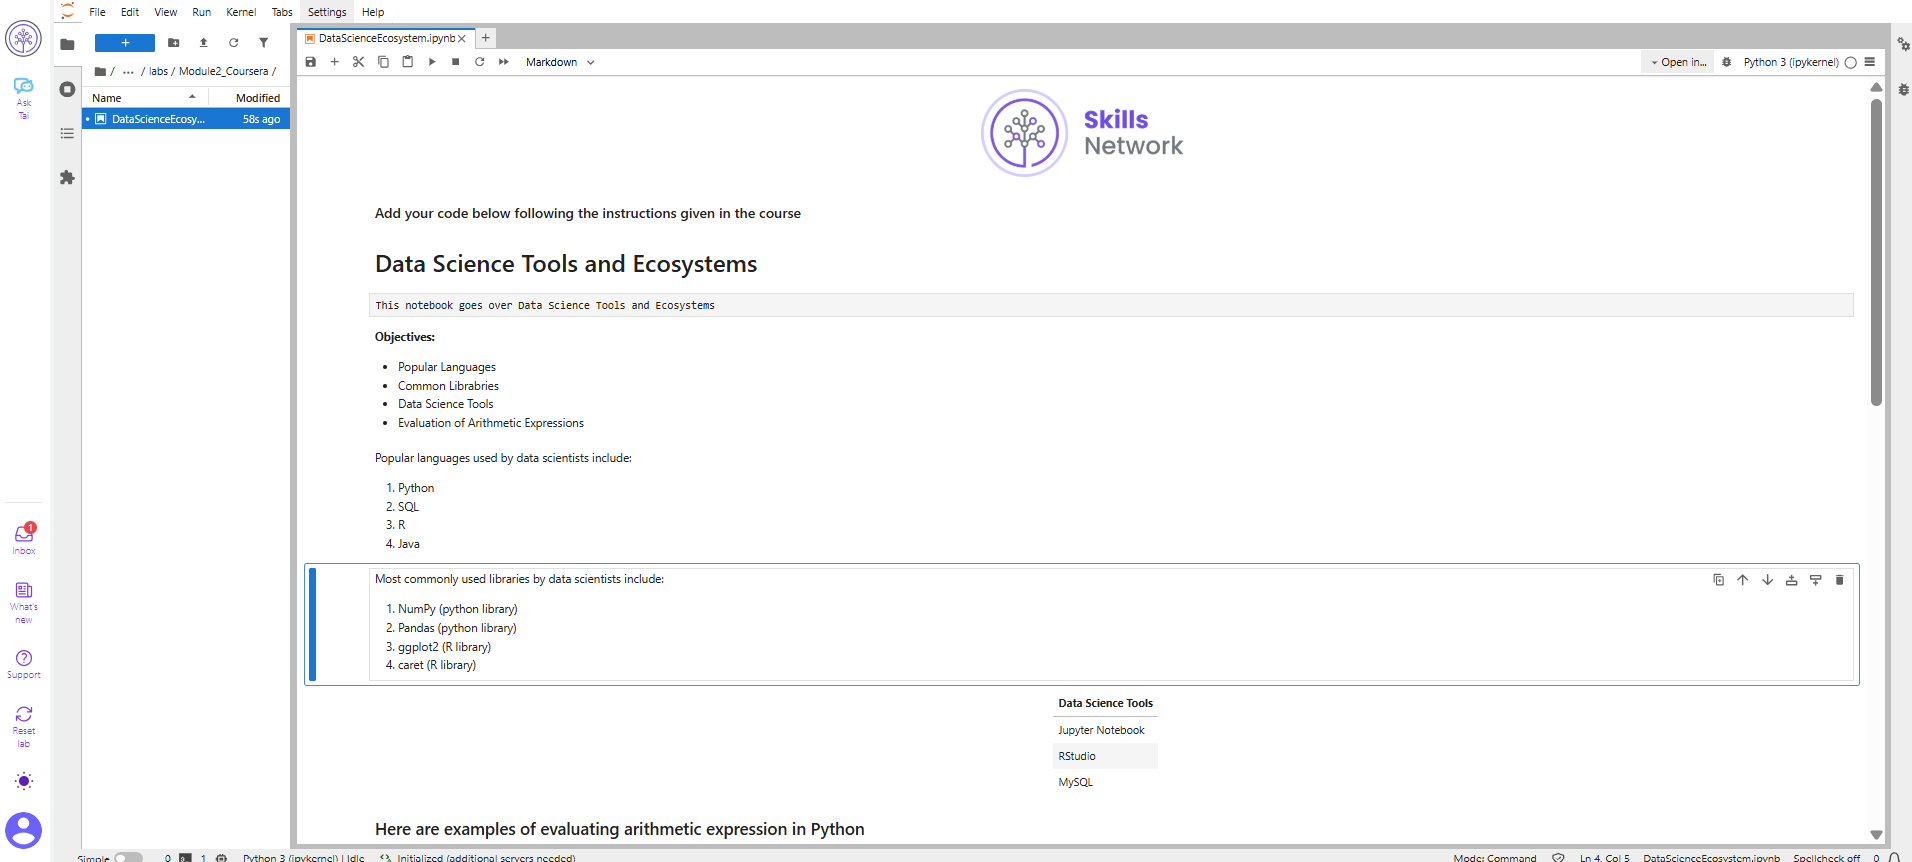 File Edit View Run Kernel Tabs Settings Help
Ask
Tai
/ ... / labs / Module2_Coursera /
Name Modified
DataScienceEcosy... 58s ago
DataScienceEcosystem.ipynb
Markdown
Open in...
Python 3 (ipykernel)
Skills
Network
Add your code below following the instructions given in the course
Data Science Tools and Ecosystems
This notebook goes over Data Science Tools and Ecosystems
Objectives:
Popular Languages
Common Librabries
Data Science Tools
Evaluation of Arithmetic Expressions
Popular languages used by data scientists include:
1. Python
2. SQL
3. R
4. Java
Most commonly used libraries by data scientists include:
1. NumPy (python library)
2. Pandas (python library)
3. ggplot2 (R library)
4. caret (R library)
Data Science Tools
Jupyter Notebook
RStudio
MySQL
Here are examples of evaluating arithmetic expression in Python
1
Inbox
What's
new
Support
Reset
lab
Simple 0 1 Python 3 (ipykernel) | Idle Initialized (additional servers needed)
Mode: Command Ln 4, Col 5 DataScienceEcosystem.ipynb Spellcheck off 0